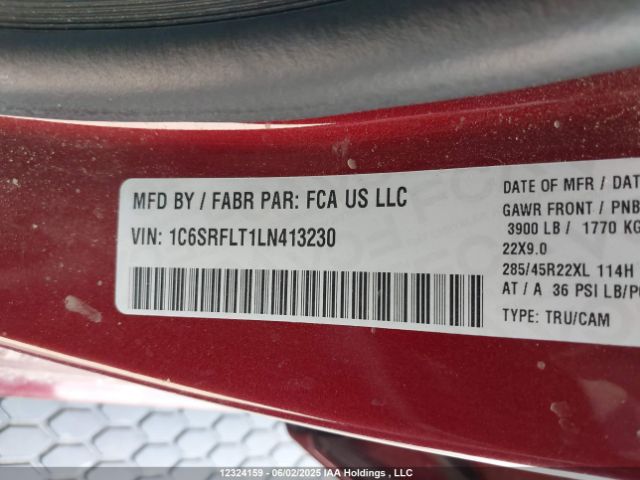 MFD BY / FABR PAR: FCA US LLC
VIN: 1C6SRFLT1LN413230
DATE OF MFR / DAT
GAWR FRONT / PNB
3900 LB / 1770 KG
22X9.0
285/45R22XL 114H
AT / A 36 PSI LB/P
TYPE: TRU/CAM
12324159 - 06/02/2025 IAA Holdings , LLC